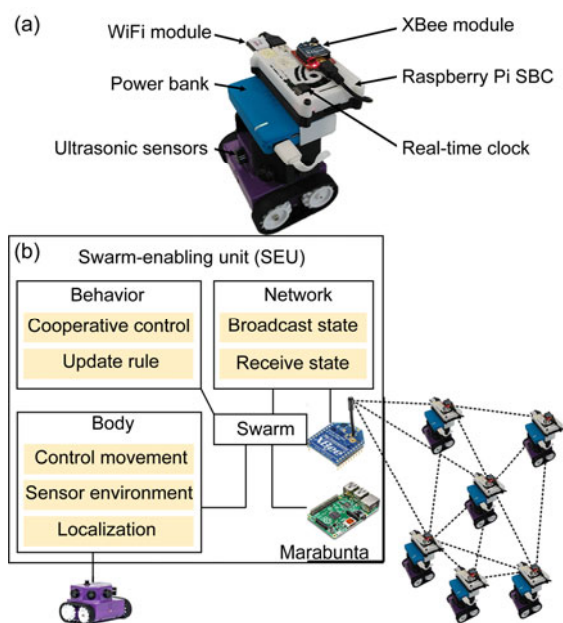 (a)
WiFi module
XBee module
Power bank
Raspberry Pi SBC
Ultrasonic sensors
Real-time clock
(b)
Swarm-enabling unit (SEU)
Behavior
Network
Cooperative control
Broadcast state
Update rule
Receive state
Body
Swarm
XBee
Control movement
Sensor environment
Localization
Marabunta